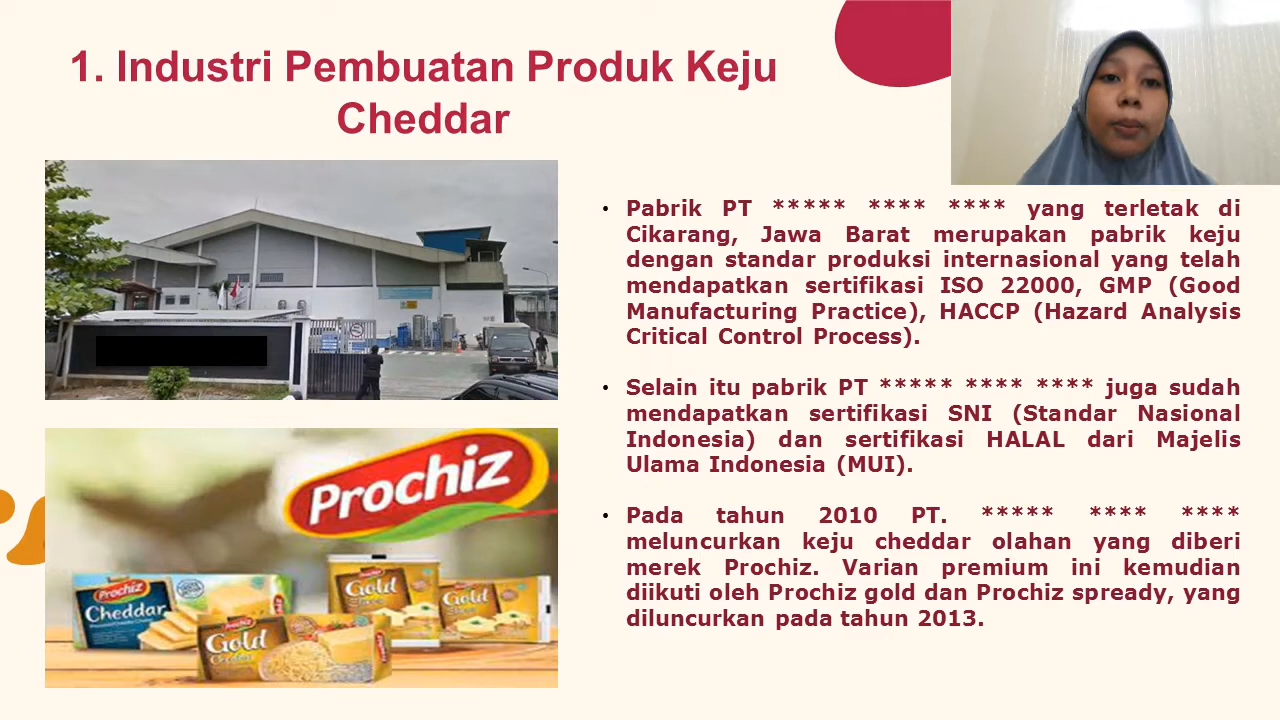 1. Industri Pembuatan Produk Keju
Cheddar
• Pabrik PT ***** **** **** yang terletak di
Cikarang, Jawa Barat merupakan pabrik keju
dengan standar produksi internasional yang telah
mendapatkan sertifikasi ISO 22000, GMP (Good
Manufacturing Practice), HACCP (Hazard Analysis
Critical Control Process).
• Selain itu pabrik PT ***** **** **** juga sudah
mendapatkan sertifikasi SNI (Standar Nasional
Indonesia) dan sertifikasi HALAL dari Majelis
Ulama Indonesia (MUI).
• Pada tahun 2010 PT. ***** **** ****
meluncurkan keju cheddar olahan yang diberi
merek Prochiz. Varian premium ini kemudian
diikuti oleh Prochiz gold dan Prochiz spready, yang
diluncurkan pada tahun 2013.
Prochiz
Prochiz
Cheddar
Prochiz
Gold
Cheddar
Gold
Slices
Prochiz
Gold